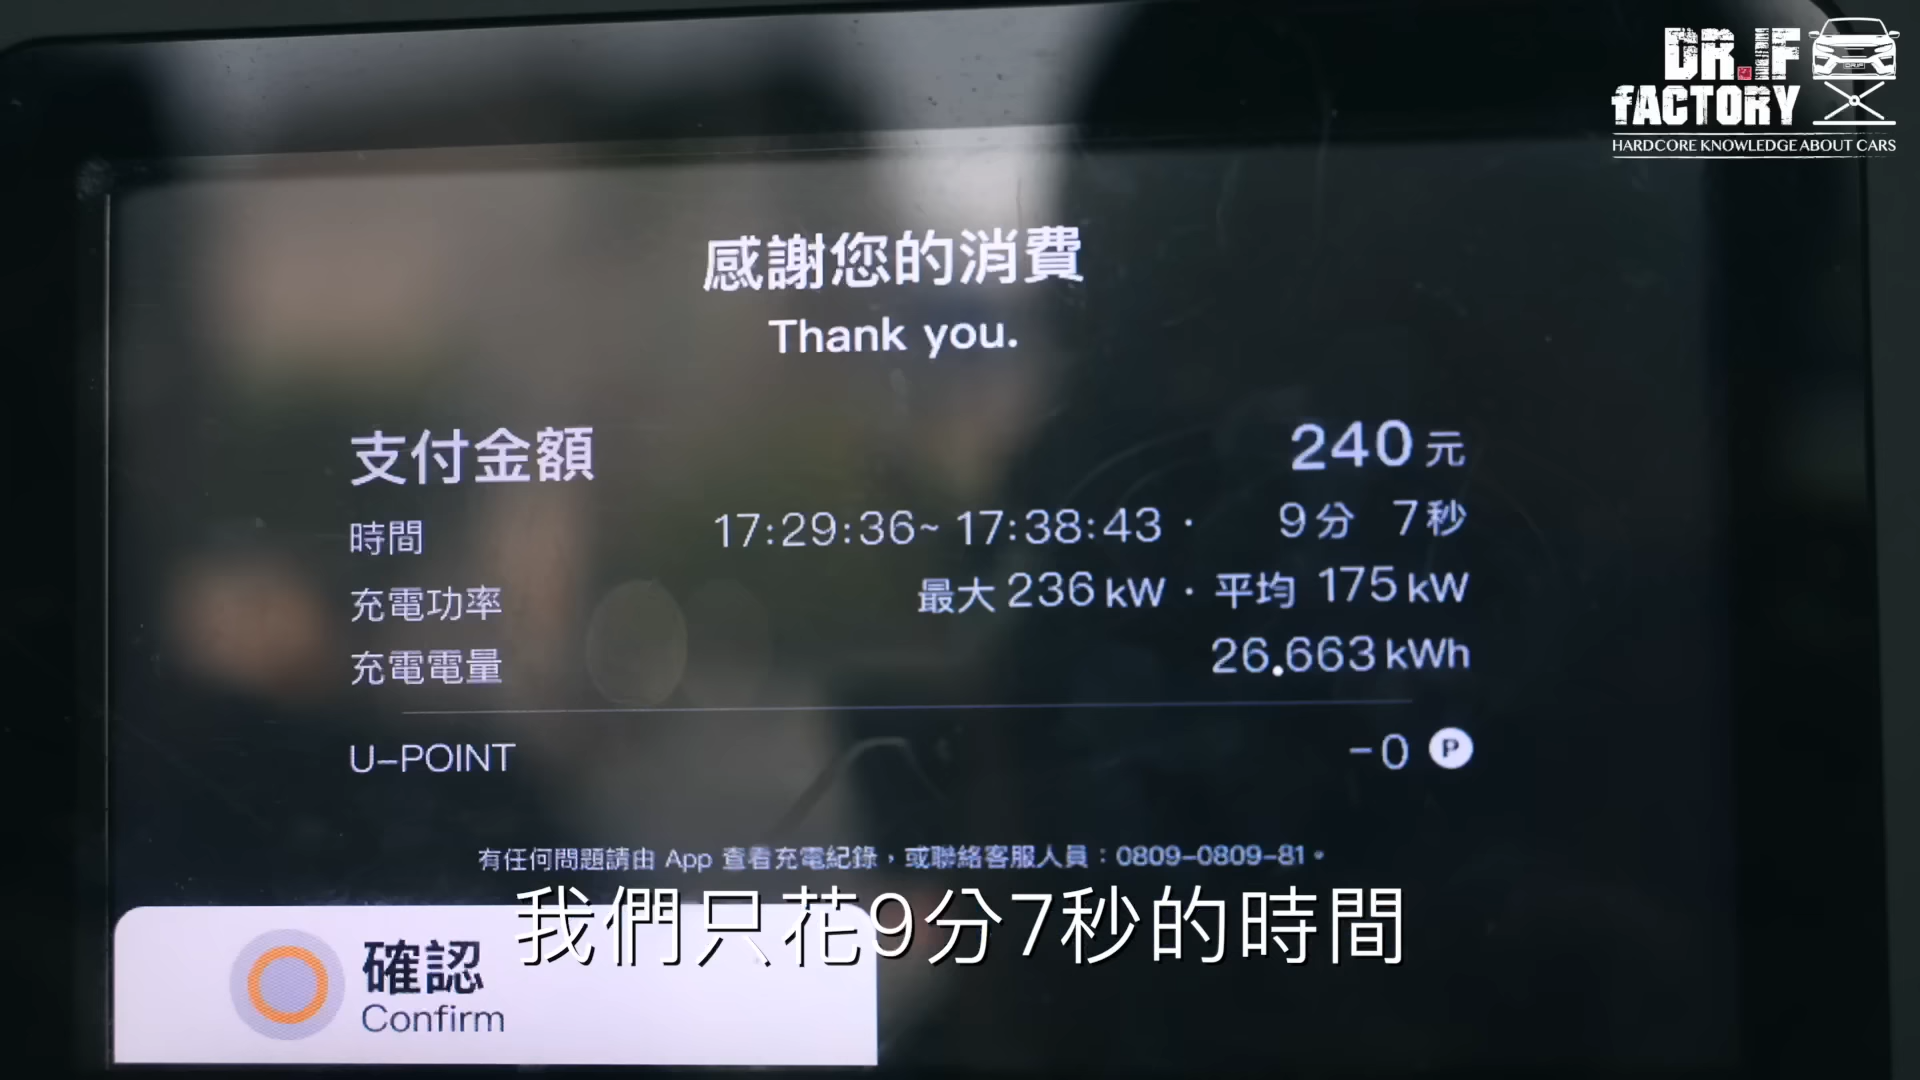 DR.IF
fACTORY
HARDCORE KNOWLEDGE ABOUT CARS
感謝您的消費
Thank you.
支付金額 240 元
時間 17:29:36~ 17:38:43 · 9分 7秒
充電功率 最大 236 kW · 平均 175 kW
充電電量 26.663 kWh
U-POINT -0 P
有任何問題請由 App 查看充電紀錄，或聯絡客服人員：0809-0809-81。
我們只花9分7秒的時間
確認
Confirm